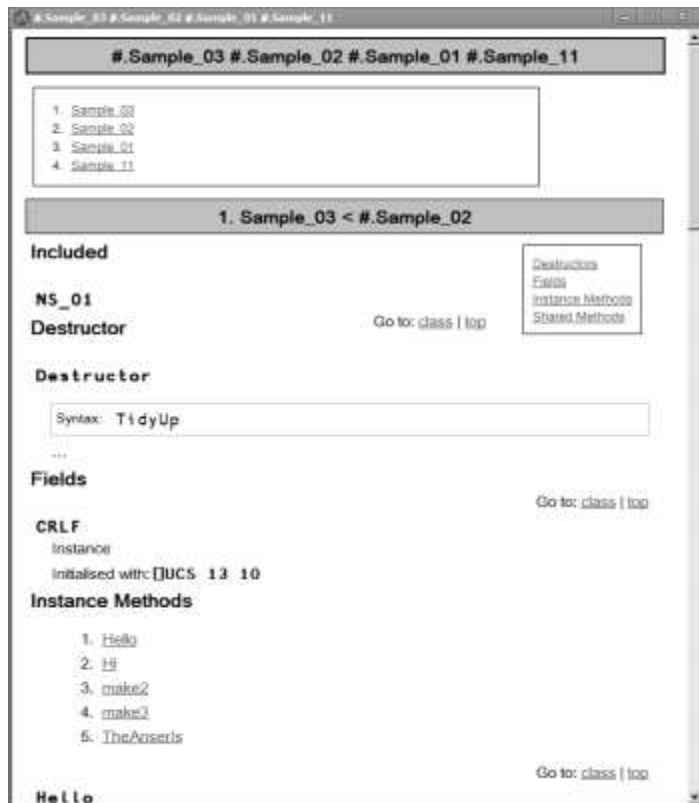 #.Sample_03 #.Sample_02 #.Sample_01 #.Sample_11
#.Sample_03 #.Sample_02 #.Sample_01 #.Sample_11
1. Sample_03
2. Sample_02
3. Sample_01
4. Sample_11
1. Sample_03 < #.Sample_02
Included
Destructors
Fields
Instance Methods
Shared Methods
NS_01
Go to: class | top
Destructor
Destructor
Syntax: TidyUp
...
Fields
Go to: class | top
CRLF
Instance
Initialised with:⎕UCS 13 10
Instance Methods
1. Hello
2. Hi
3. make2
4. make3
5. TheAnserIs
Go to: class | top
Hello